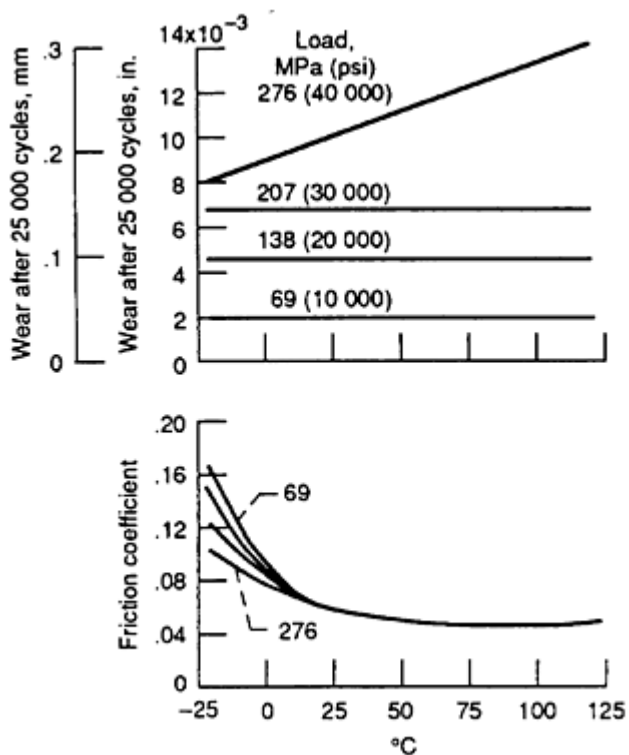 Wear after 25 000 cycles, mm
.3
.2
.1
0
Wear after 25 000 cycles, in.
14x10-3
12
10
8
6
4
2
0
Load,
MPa (psi)
276 (40 000)
207 (30 000)
138 (20 000)
69 (10 000)
Friction coefficient
.20
.16
.12
.08
.04
0
69
276
-25 0 25 50 75 100 125
°C